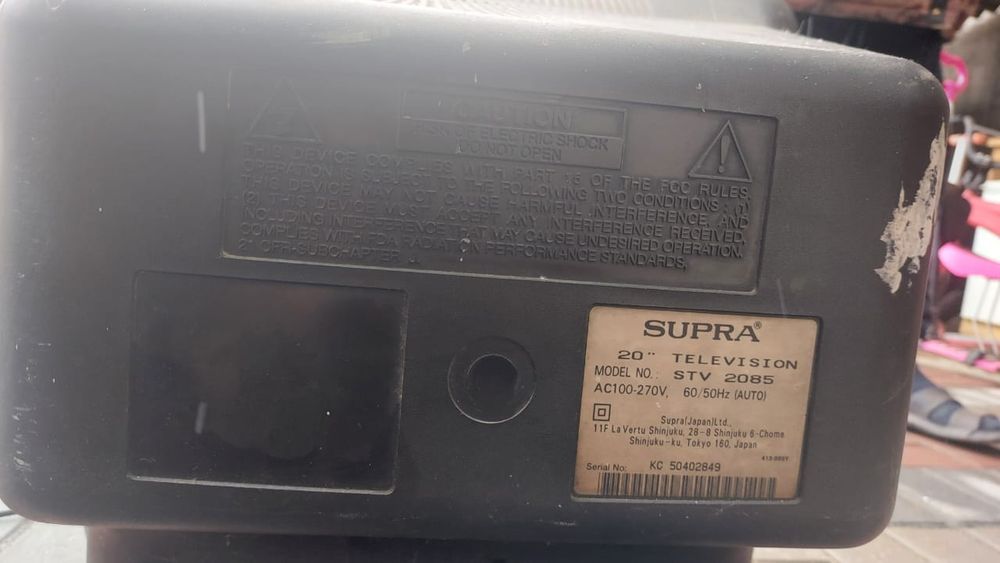 CAUTION
RISK OF ELECTRIC SHOCK
DO NOT OPEN
THIS DEVICE COMPLIES WITH PART 15 OF THE FCC RULES.
OPERATION IS SUBJECT TO THE FOLLOWING TWO CONDITIONS : (1)
THIS DEVICE MAY NOT CAUSE HARMFUL INTERFERENCE, AND
(2) THIS DEVICE MUST ACCEPT ANY INTERFERENCE RECEIVED,
INCLUDING INTERFERENCE THAT MAY CAUSE UNDESIRED OPERATION.
COMPLIES WITH FDA RADIATION PERFORMANCE STANDARDS,
21 CFR SUBCHAPTER J.
SUPRA®
20" TELEVISION
MODEL NO.: STV 2085
AC100-270V, 60/50Hz (AUTO)
Supra(Japan)Ltd.,
11F La Vertu Shinjuku, 28-8 Shinjuku 6-Chome
Shinjuku-ku, Tokyo 160, Japan
Serial No: KC 50402849